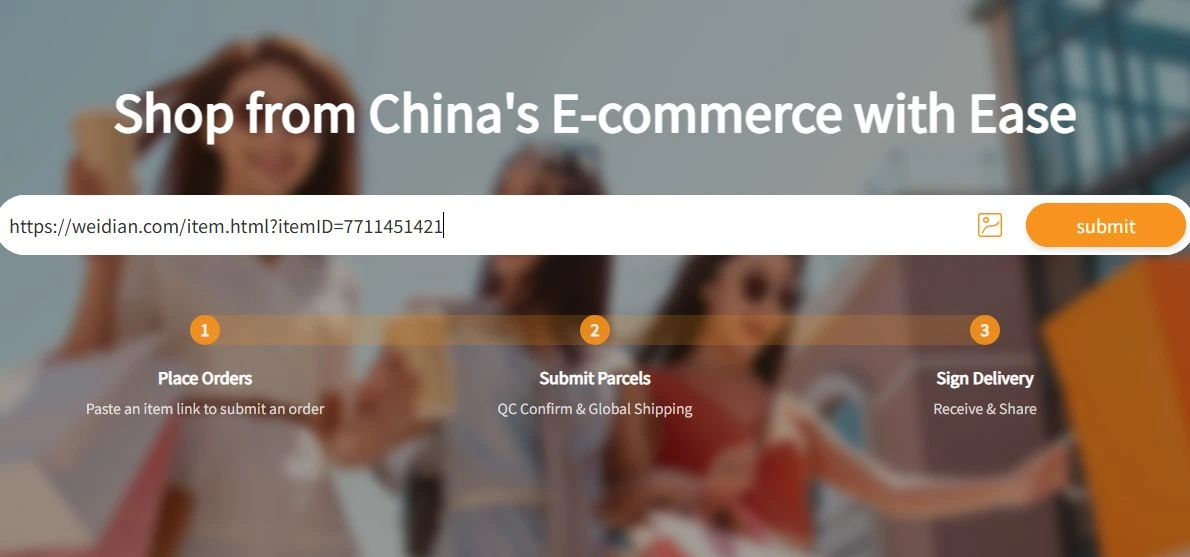 Shop from China's E-commerce with Ease
https://weidian.com/item.html?itemID=7711451421
submit
1
2
3
Place Orders
Submit Parcels
Sign Delivery
Paste an item link to submit an order
QC Confirm & Global Shipping
Receive & Share